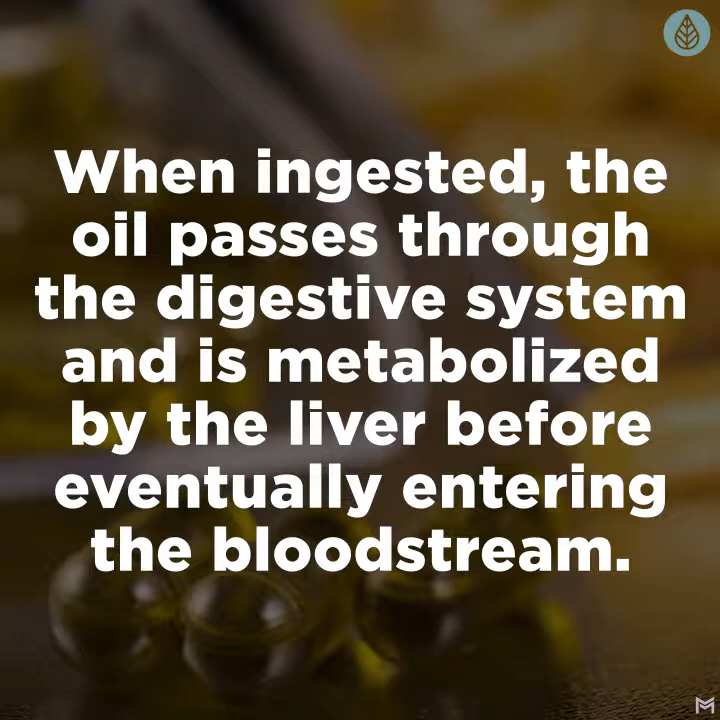 When ingested, the
oil passes through
the digestive system
and is metabolized
by the liver before
eventually entering
the bloodstream.